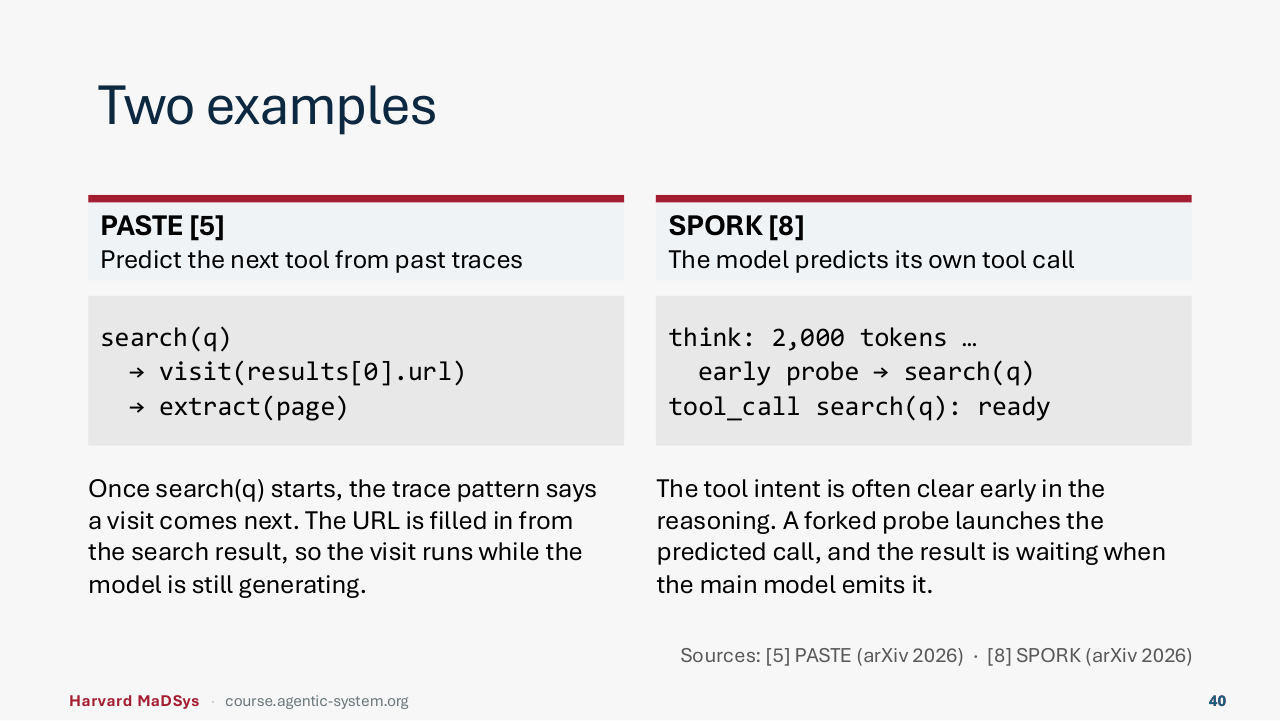 Two examples
PASTE [5]
Predict the next tool from past traces
search(q)
→ visit(results[0].url)
→ extract(page)
Once search(q) starts, the trace pattern says
a visit comes next. The URL is filled in from
the search result, so the visit runs while the
model is still generating.
SPORK [8]
The model predicts its own tool call
think: 2,000 tokens …
early probe → search(q)
tool_call search(q): ready
The tool intent is often clear early in the
reasoning. A forked probe launches the
predicted call, and the result is waiting when
the main model emits it.
Sources: [5] PASTE (arXiv 2026) · [8] SPORK (arXiv 2026)
Harvard MaDSys · course.agentic-system.org
40